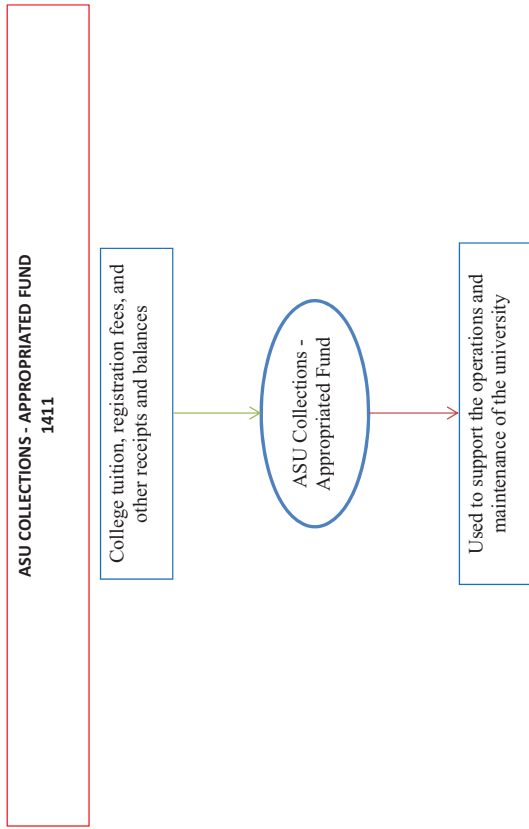 ASU COLLECTIONS - APPROPRIATED FUND
1411
College tuition, registration fees, and
other receipts and balances
ASU Collections -
Appropriated Fund
Used to support the operations and
maintenance of the university